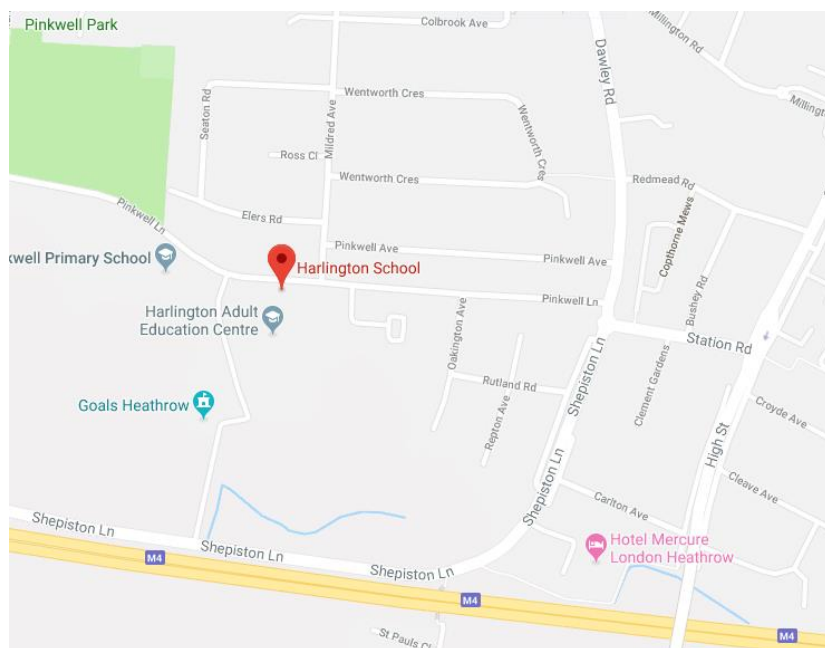 Pinkwell Park
Colbrook Ave
Millington Rd
Dawley Rd
Wentworth Cres
Seaton Rd
Mildred Ave
Wentworth Cres
Millington
Ross Cl
Wentworth Cres
Redmead Rd
Pinkwell Ln
Elers Rd
Copthorne Mews
Pinkwell Ave
Pinkwell Ave
kwell Primary School
Harlington School
Bushey Rd
Pinkwell Ln
Harlington Adult
Education Centre
Oakington Ave
Station Rd
Shepiston Ln
Clement Gardens
Rutland Rd
Goals Heathrow
Repton Ave
Croyde Ave
High St
Shepiston Ln
Cleave Ave
Carlton Ave
Shepiston Ln
Hotel Mercure
London Heathrow
Shepiston Ln
M4
Shepiston Ln
M4
M4
St Pauls Cl